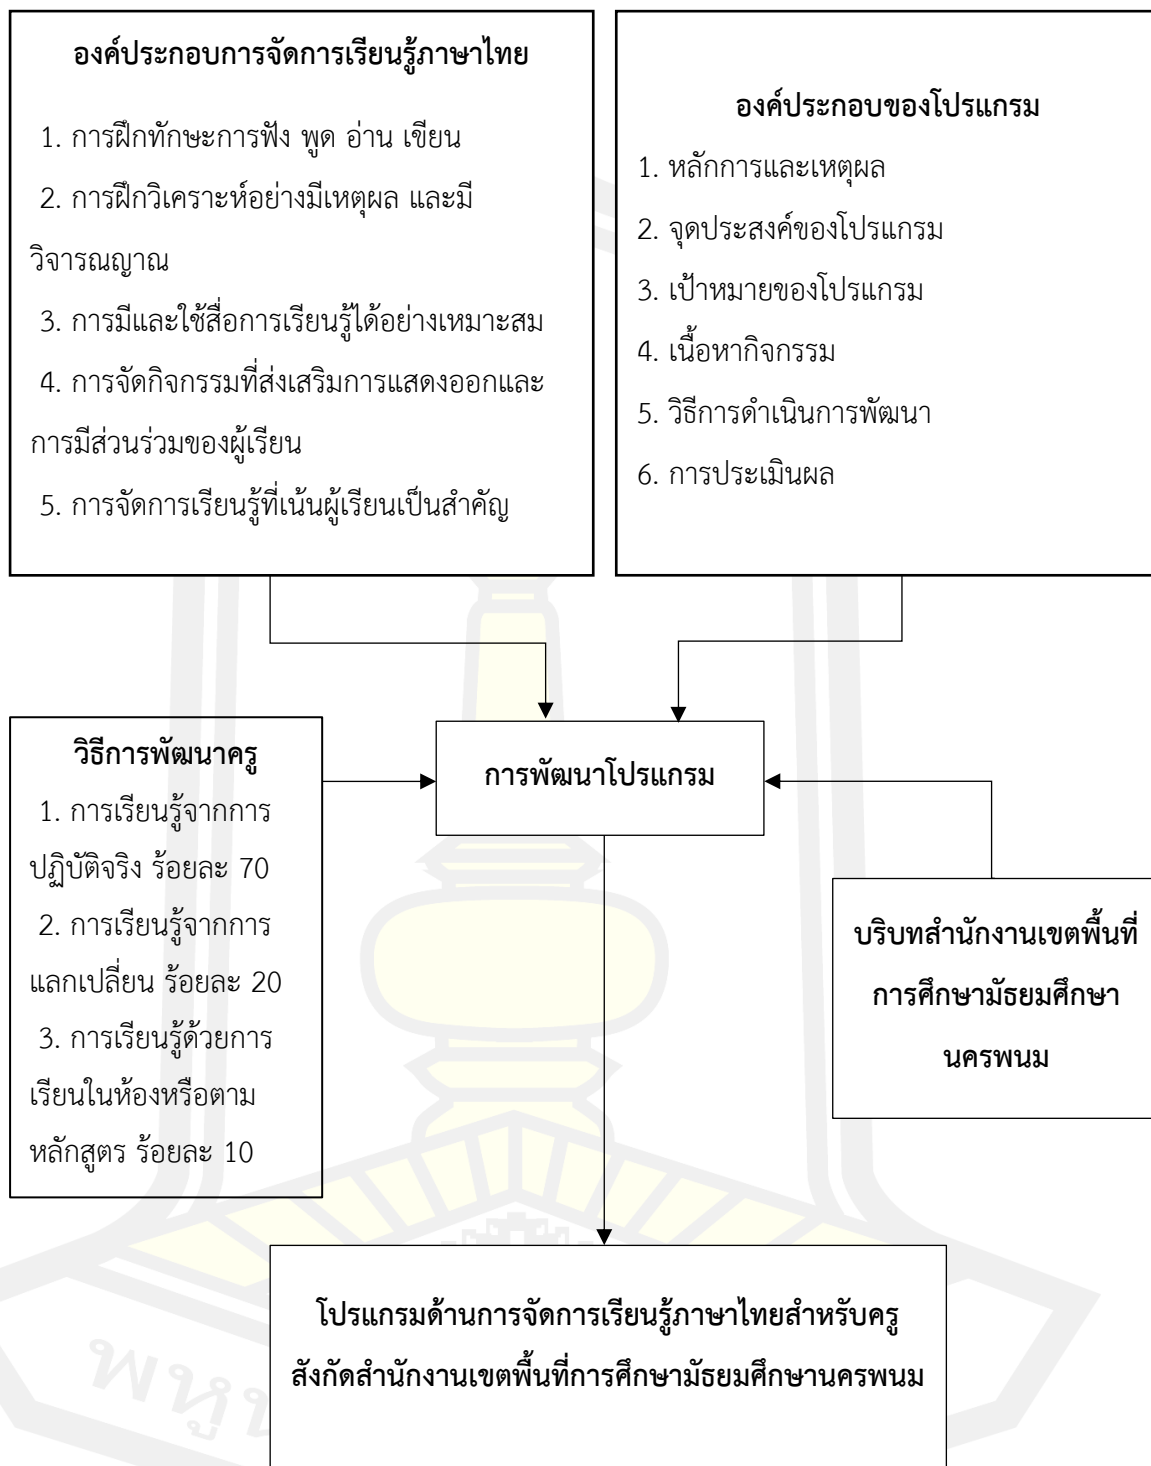 องค์ประกอบการจัดการเรียนรู้ภาษาไทย
1. การฝึกทักษะการฟัง พูด อ่าน เขียน
2. การฝึกวิเคราะห์อย่างมีเหตุผล และมี
วิจารณญาณ
3. การมีและใช้สื่อการเรียนรู้ได้อย่างเหมาะสม
4. การจัดกิจกรรมที่ส่งเสริมการแสดงออกและ
การมีส่วนร่วมของผู้เรียน
5. การจัดการเรียนรู้ที่เน้นผู้เรียนเป็นสำคัญ
องค์ประกอบของโปรแกรม
1. หลักการและเหตุผล
2. จุดประสงค์ของโปรแกรม
3. เป้าหมายของโปรแกรม
4. เนื้อหากิจกรรม
5. วิธีการดำเนินการพัฒนา
6. การประเมินผล
วิธีการพัฒนาครู
1. การเรียนรู้จากการ
ปฏิบัติจริง ร้อยละ 70
2. การเรียนรู้จากการ
แลกเปลี่ยน ร้อยละ 20
3. การเรียนรู้ด้วยการ
เรียนในห้องหรือตาม
หลักสูตร ร้อยละ 10
การพัฒนาโปรแกรม
บริบทสำนักงานเขตพื้นที่
การศึกษามัธยมศึกษา
นครพนม
โปรแกรมด้านการจัดการเรียนรู้ภาษาไทยสำหรับครู
สังกัดสำนักงานเขตพื้นที่การศึกษามัธยมศึกษานครพนม